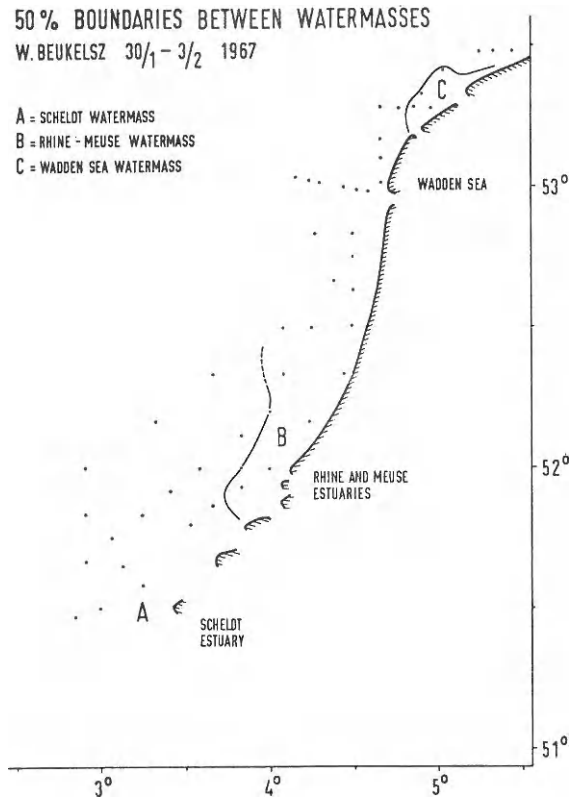 50% BOUNDARIES BETWEEN WATERMASSES
W. BEUKELSZ 30/1 – 3/2 1967
A = SCHELDT WATERMASS
B = RHINE - MEUSE WATERMASS
C = WADDEN SEA WATERMASS
C
WADDEN SEA
53°
B
52°
RHINE AND MEUSE
ESTUARIES
A
SCHELDT
ESTUARY
51°
3° 4° 5°